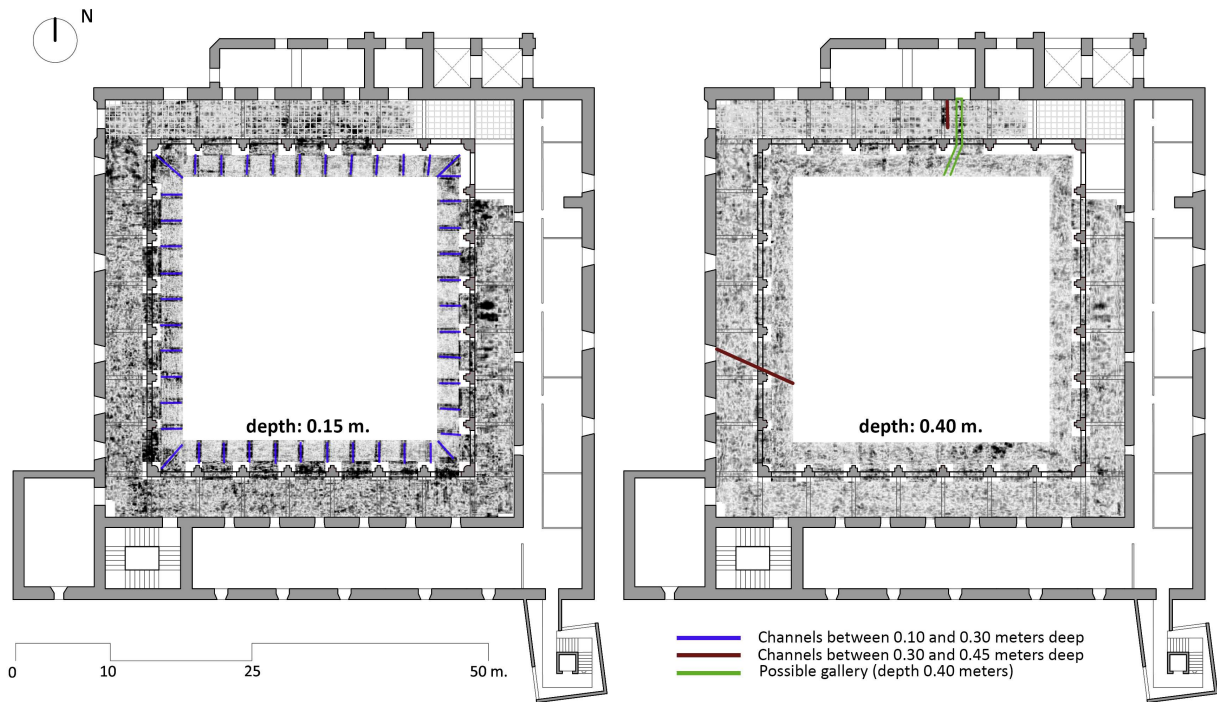 N
depth: 0.15 m.
depth: 0.40 m.
0 10 25 50 m.
Channels between 0.10 and 0.30 meters deep
Channels between 0.30 and 0.45 meters deep
Possible gallery (depth 0.40 meters)